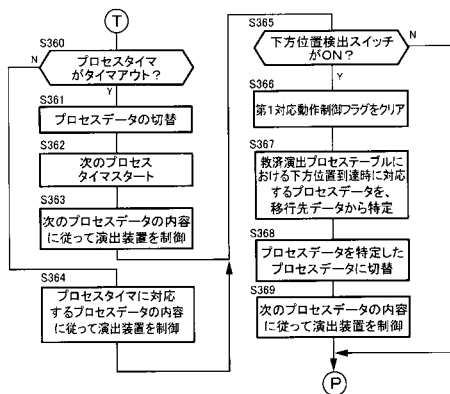 T
S360
プロセスタイマ
がタイムアウト？
N
Y
S361
プロセスデータの切替
S362
次のプロセス
タイマスタート
S363
次のプロセスデータの内容
に従って演出装置を制御
S364
プロセスタイマに対応
するプロセスデータの内容
に従って演出装置を制御
S365
下方位置検出スイッチ
がON？
N
Y
S366
第1対応動作制御フラグをクリア
S367
救済演出プロセステーブルに
おける下方位置到達時に対応
するプロセスデータを、
移行先データから特定
S368
プロセスデータを特定した
プロセスデータに切替
S369
次のプロセスデータの内容
に従って演出装置を制御
P